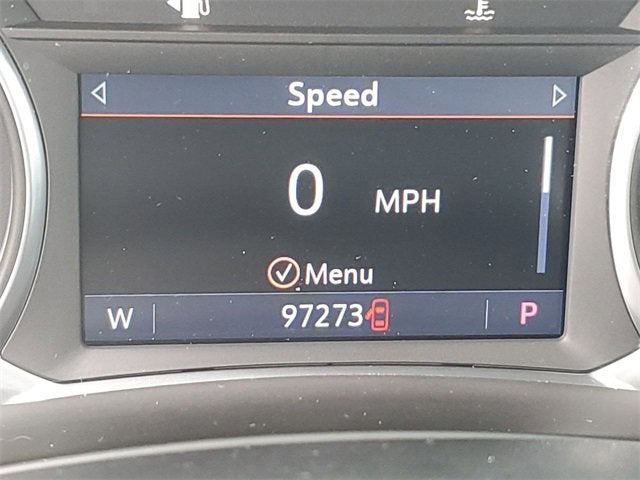 Speed
0 MPH
Menu
W 97273 P